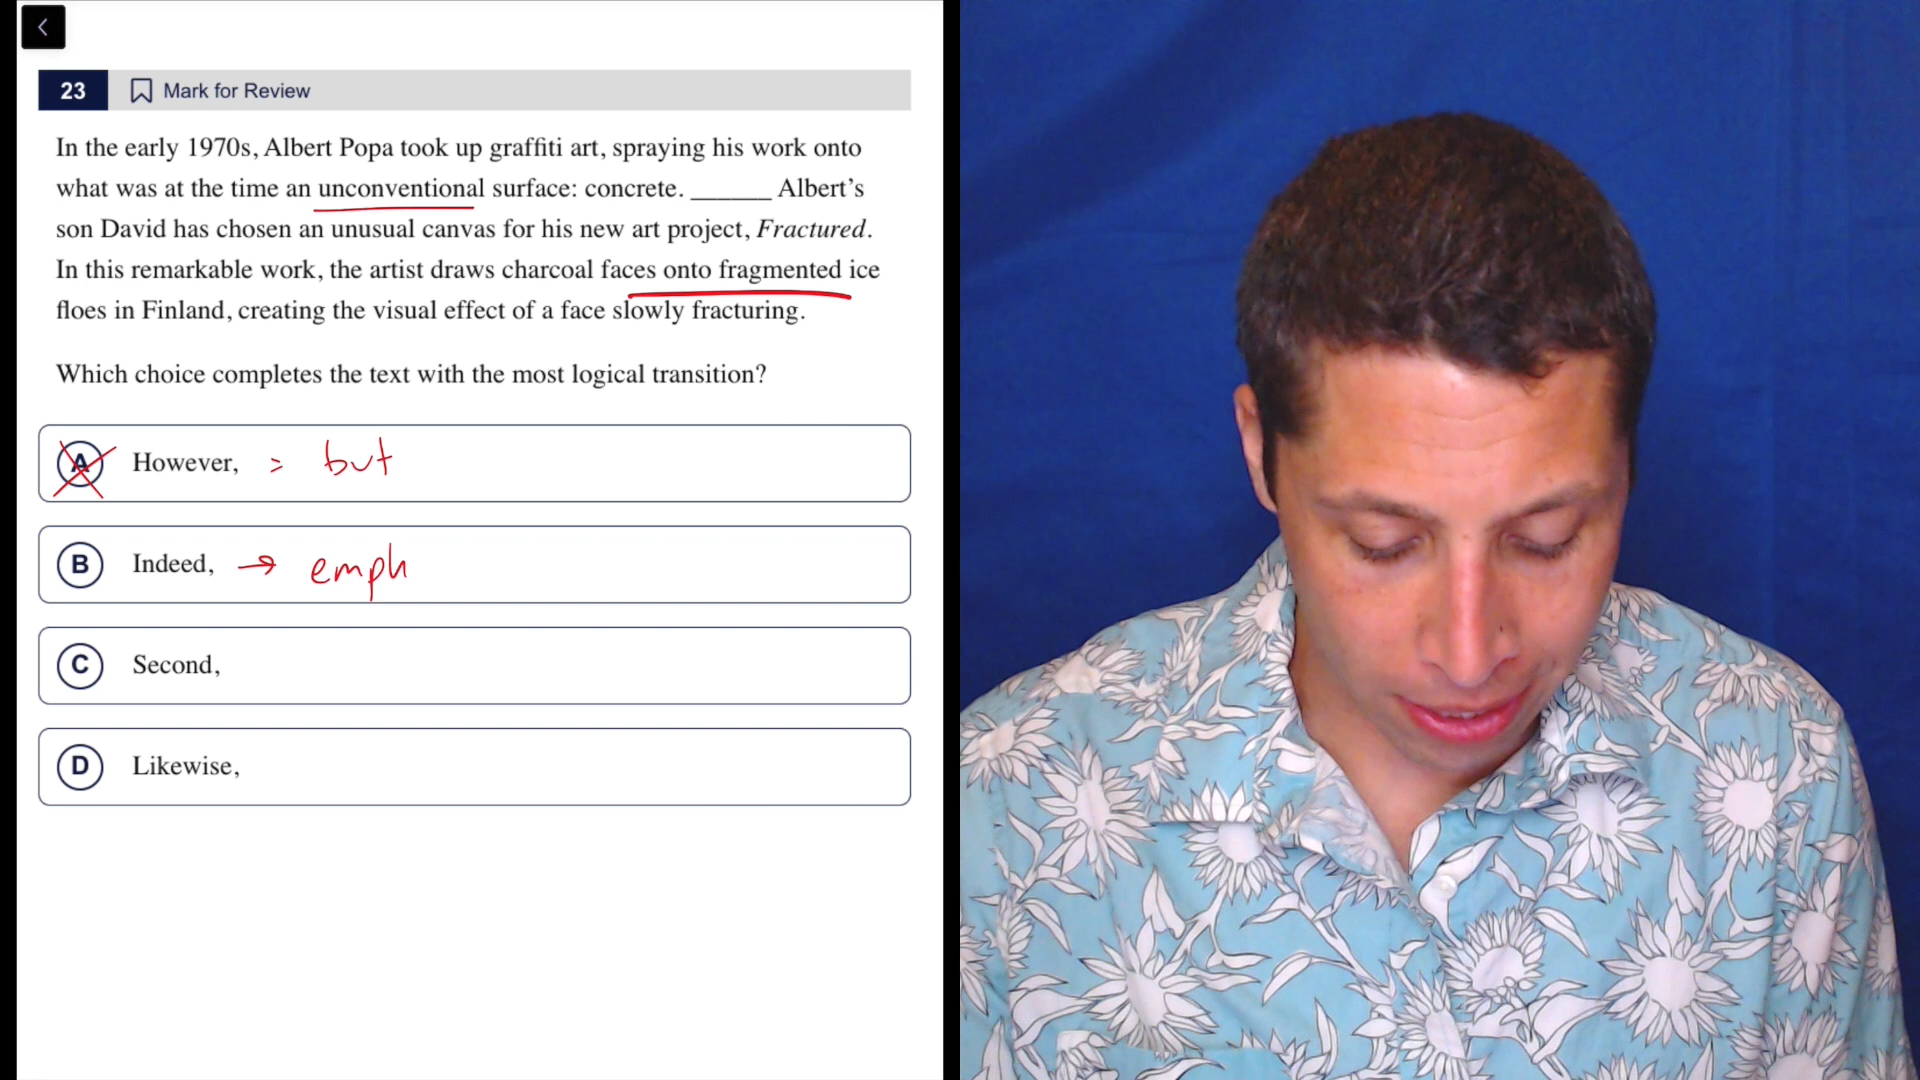 23 Mark for Review
In the early 1970s, Albert Popa took up graffiti art, spraying his work onto
what was at the time an unconventional surface: concrete. ______ Albert’s
son David has chosen an unusual canvas for his new art project, Fractured.
In this remarkable work, the artist draws charcoal faces onto fragmented ice
floes in Finland, creating the visual effect of a face slowly fracturing.
Which choice completes the text with the most logical transition?
A However, = but
B Indeed, → emph
C Second,
D Likewise,